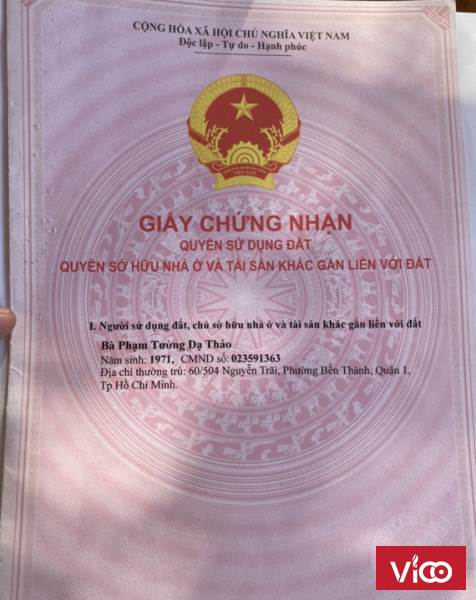 CỘNG HÒA XÃ HỘI CHỦ NGHĨA VIỆT NAM
Độc lập - Tự do - Hạnh phúc
VIỆT NAM
GIẤY CHỨNG NHẬN
QUYỀN SỬ DỤNG ĐẤT
QUYỀN SỞ HỮU NHÀ Ở VÀ TÀI SẢN KHÁC GẮN LIỀN VỚI ĐẤT
I. Người sử dụng đất, chủ sở hữu nhà ở và tài sản khác gắn liền với đất
Bà Phạm Tường Dạ Thảo
Năm sinh: 1971, CMND số: 023591363
Địa chỉ thường trú: 60/504 Nguyễn Trãi, Phường Bến Thành, Quận 1,
Tp Hồ Chí Minh.
Vico